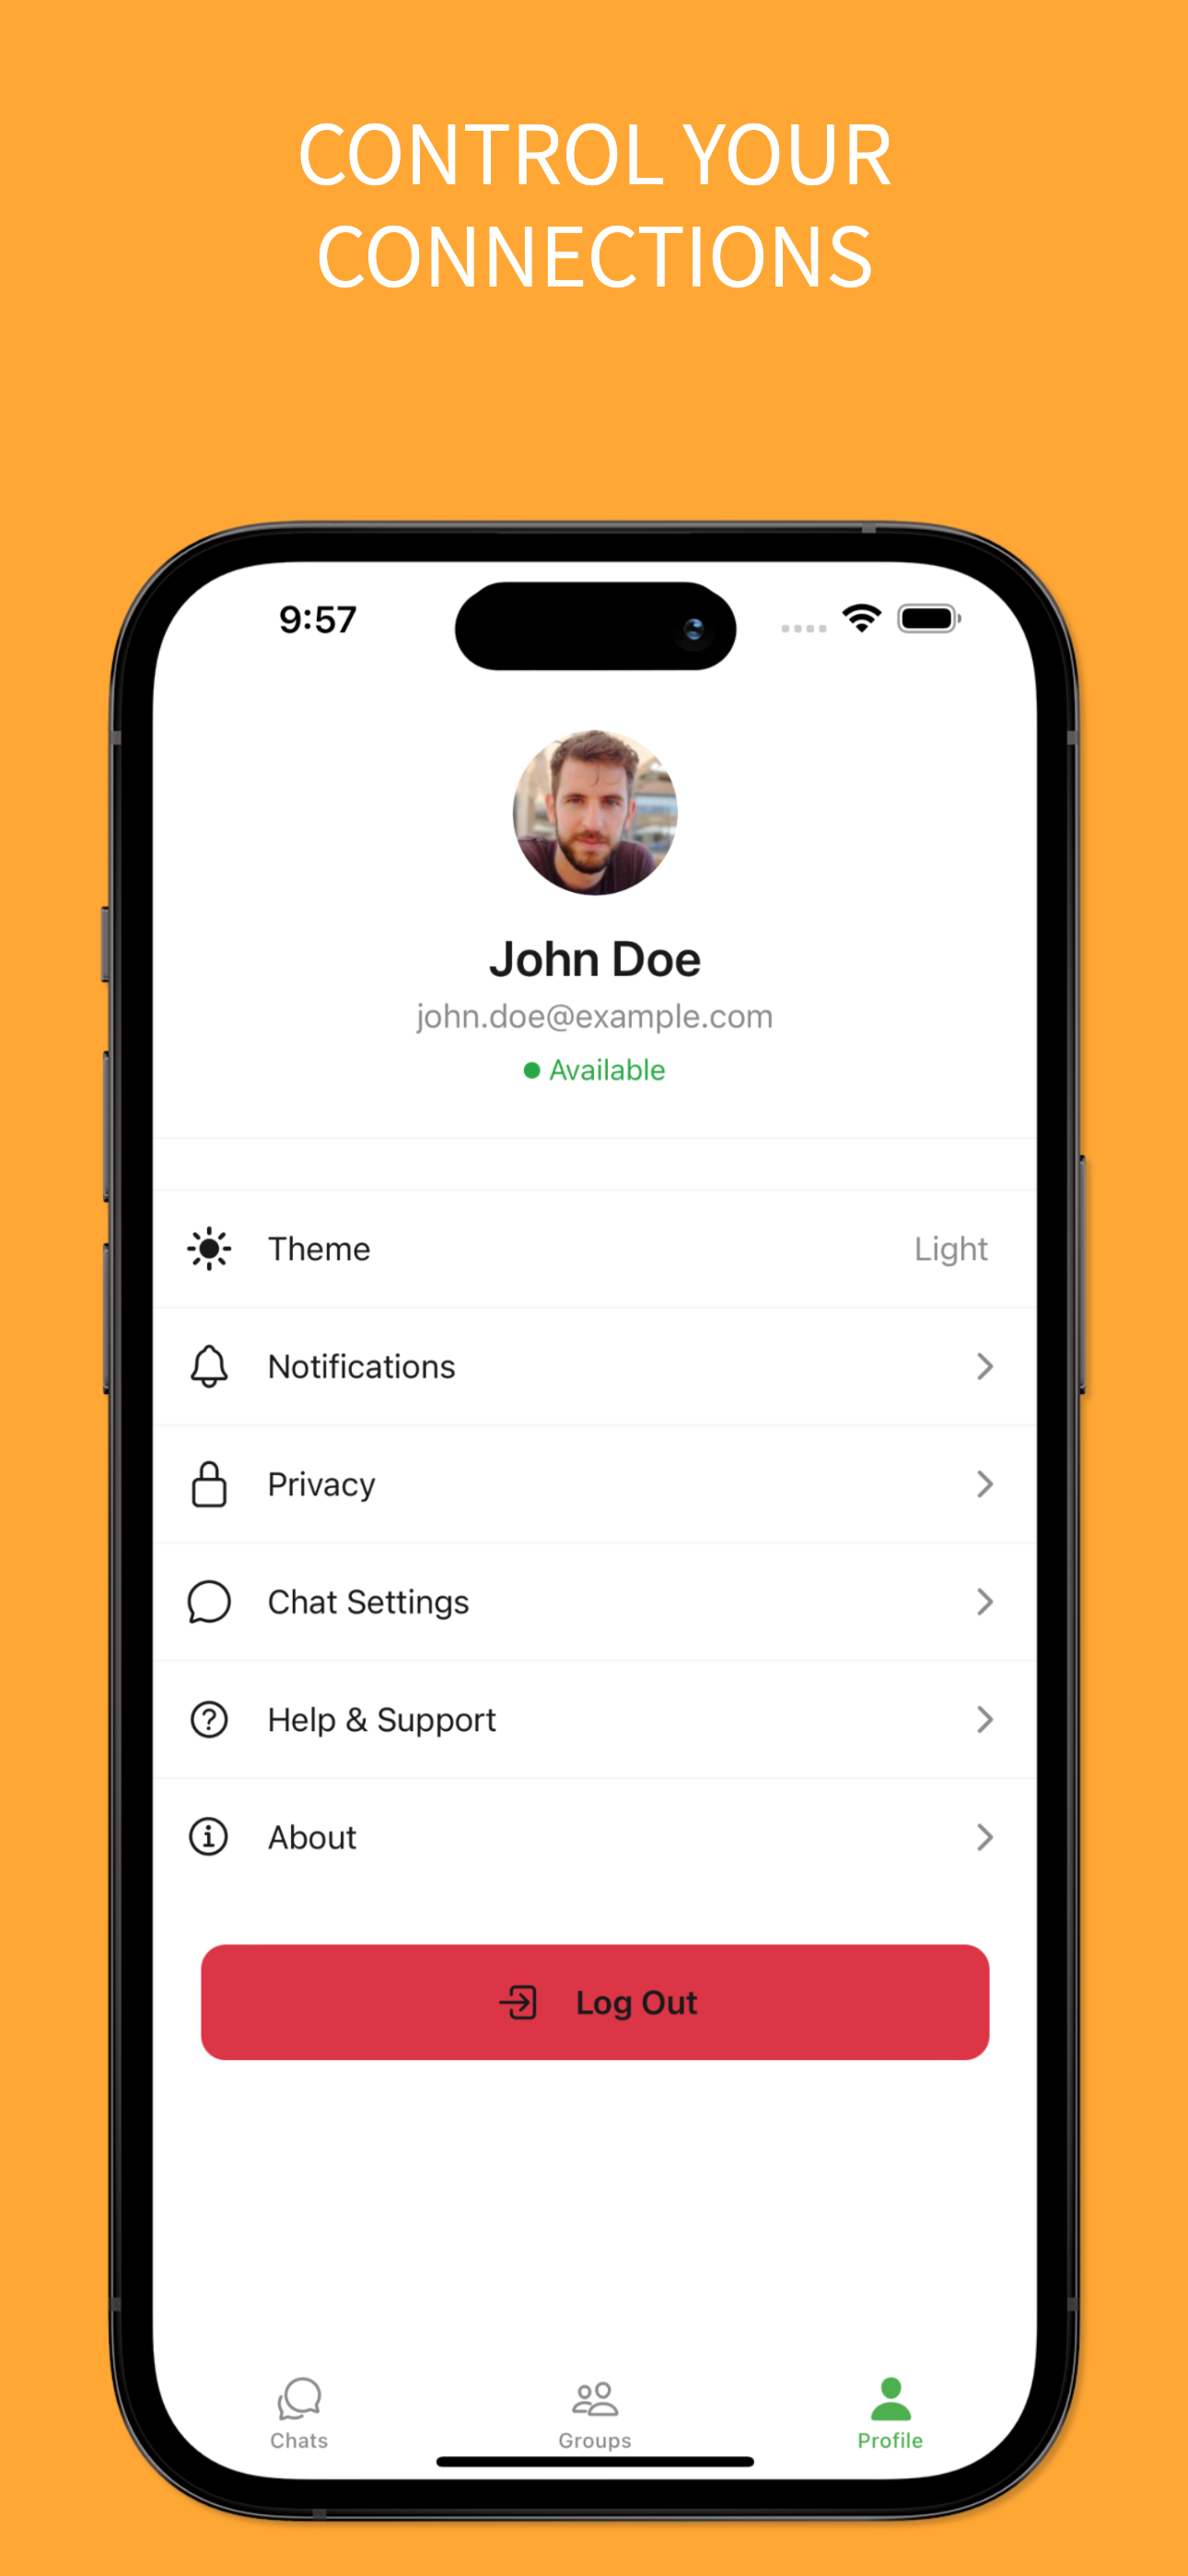 CONTROL YOUR
CONNECTIONS
9:57
John Doe
john.doe@example.com
Available
Theme
Light
Notifications
Privacy
Chat Settings
Help & Support
About
Log Out
Chats
Groups
Profile